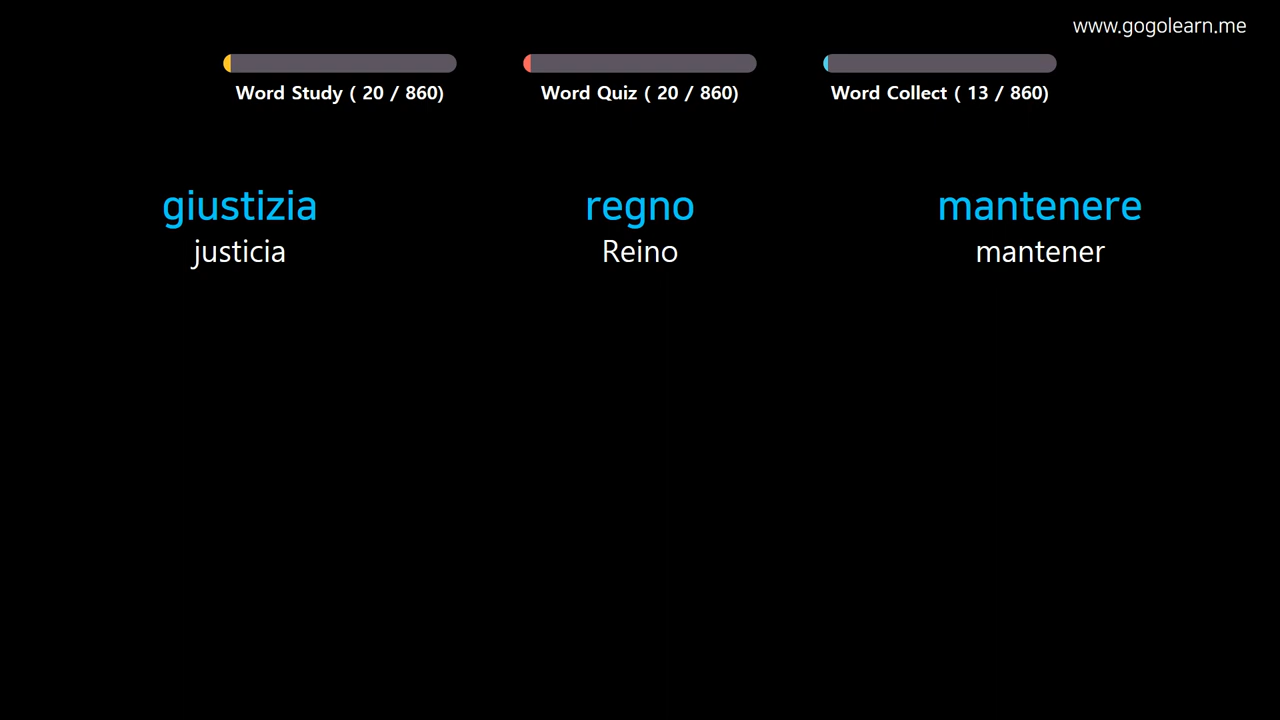 www.gogolearn.me
Word Study ( 20 / 860)
Word Quiz ( 20 / 860)
Word Collect ( 13 / 860)
giustizia
justicia
regno
Reino
mantenere
mantener